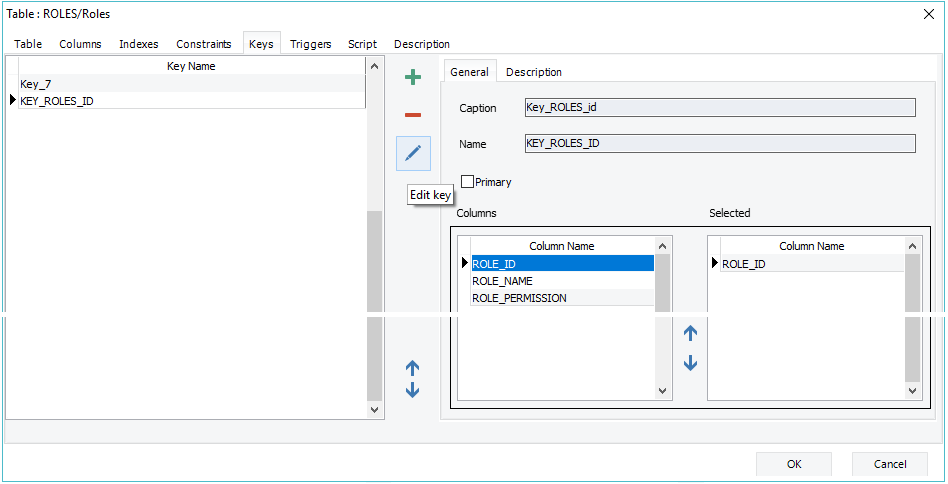 Table : ROLES/Roles
Table Columns Indexes Constraints Keys Triggers Script Description
Key Name
Key_7
KEY_ROLES_ID
Edit key
General Description
Caption Key_ROLES_id
Name KEY_ROLES_ID
Primary
Columns Selected
Column Name
ROLE_ID
ROLE_NAME
ROLE_PERMISSION
Column Name
ROLE_ID
OK Cancel